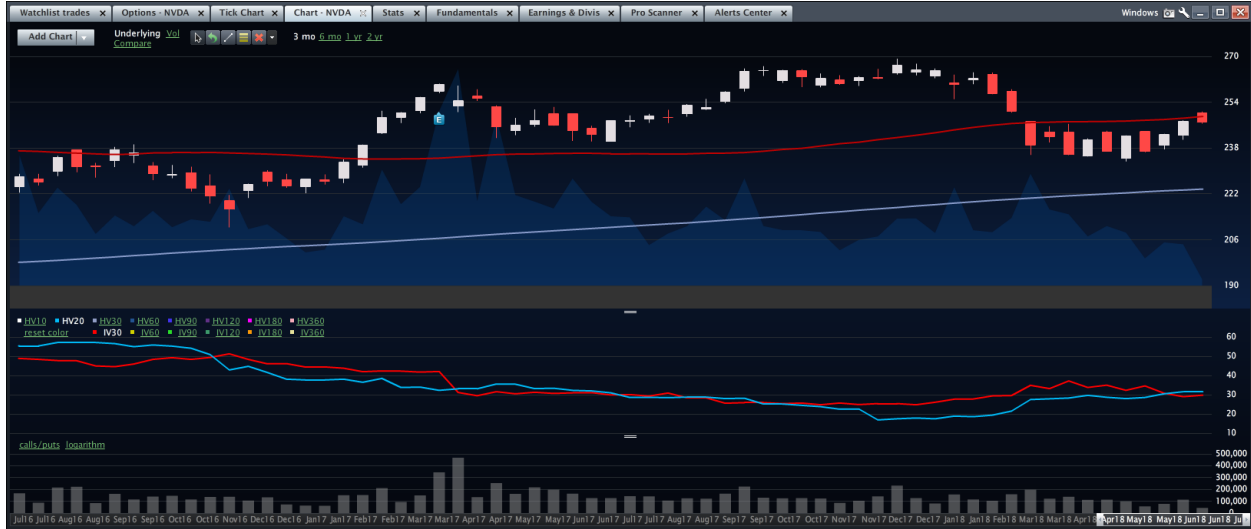 Watchlist trades x Options - NVDA x Tick Chart x Chart - NVDA x Stats x Fundamentals x Earnings & Divis x Pro Scanner x Alerts Center x Windows
Add Chart Underlying Vol 3 mo 6 mo 1 yr 2 yr
Compare
270
254
238
222
206
190
E
HV10 HV20 HV30 HV60 HV90 HV120 HV180 HV360
reset color IV30 IV60 IV90 IV120 IV180 IV360
60
50
40
30
20
10
calls/puts logarithm
500,000
400,000
300,000
200,000
100,000
0
Jul16 Jul16 Aug16 Aug16 Sep16 Sep16 Oct16 Oct16 Nov16 Dec16 Dec16 Jan17 Jan17 Feb17 Feb17 Mar17 Mar17 Apr17 Apr17 May17 May17 Jun17 Jun17 Jul17 Jul17 Aug17 Aug17 Sep17 Sep17 Oct17 Oct17 Nov17 Nov17 Dec17 Dec17 Jan18 Jan18 Feb18 Mar18 Mar18 Apr18 Apr18 May18 May18 Jun18 Jun18